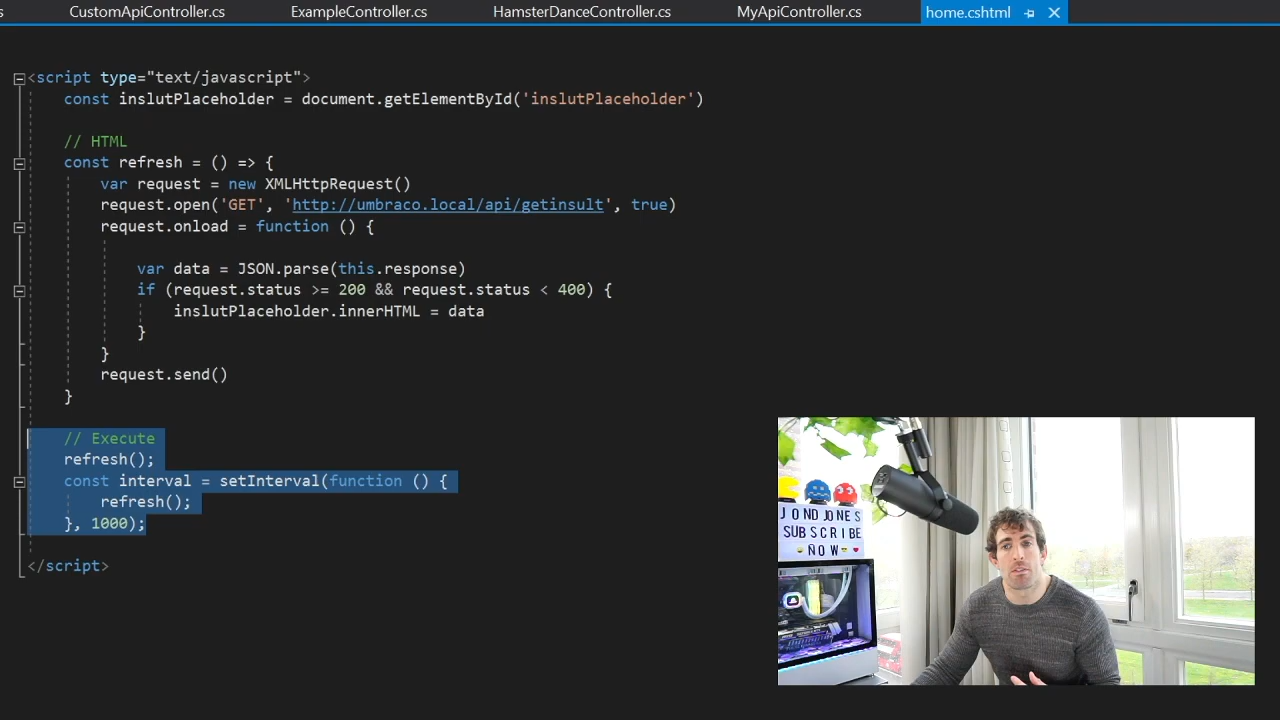 s CustomApiController.cs ExampleController.cs HamsterDanceController.cs MyApiController.cs home.cshtml
<script type="text/javascript">
const inslutPlaceholder = document.getElementById('inslutPlaceholder')
// HTML
const refresh = () => {
var request = new XMLHttpRequest()
request.open('GET', 'http://umbraco.local/api/getinsult', true)
request.onload = function () {
var data = JSON.parse(this.response)
if (request.status >= 200 && request.status < 400) {
inslutPlaceholder.innerHTML = data
}
}
request.send()
}
// Execute
refresh();
const interval = setInterval(function () {
refresh();
}, 1000);
</script>
JONDJONES
SUBSCRIBE
NOW